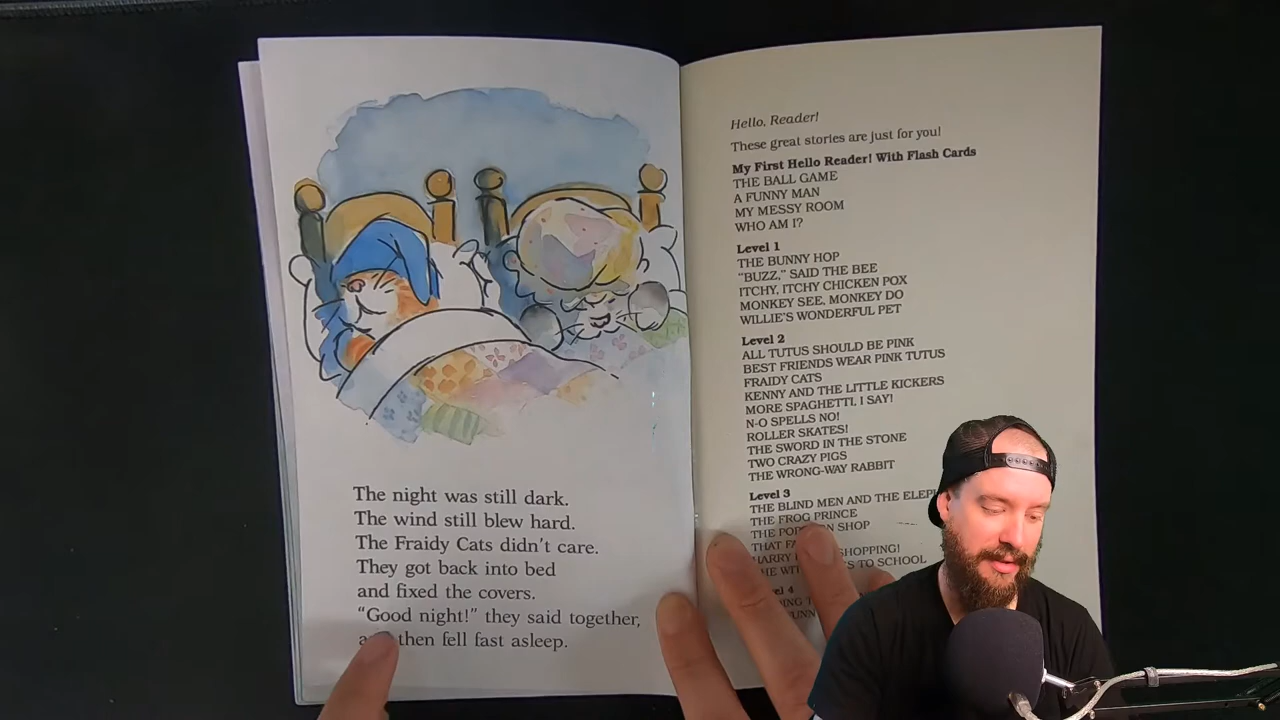 The night was still dark.
The wind still blew hard.
The Fraidy Cats didn't care.
They got back into bed
and fixed the covers.
"Good night!" they said together,
then fell fast asleep.
Hello, Reader!
These great stories are just for you!
My First Hello Reader! With Flash Cards
THE BALL GAME
A FUNNY MAN
MY MESSY ROOM
WHO AM I?
Level 1
THE BUNNY HOP
"BUZZ," SAID THE BEE
ITCHY, ITCHY CHICKEN POX
MONKEY SEE, MONKEY DO
WILLIE'S WONDERFUL PET
Level 2
ALL TUTUS SHOULD BE PINK
BEST FRIENDS WEAR PINK TUTUS
FRAIDY CATS
KENNY AND THE LITTLE KICKERS
MORE SPAGHETTI, I SAY!
N-O SPELLS NO!
ROLLER SKATES!
THE SWORD IN THE STONE
TWO CRAZY PIGS
THE WRONG-WAY RABBIT
Level 3
THE BLIND MEN AND THE
THE FROG PRINCE
THE SHOP
THAT SHOPPING!
TO SCHOOL
4